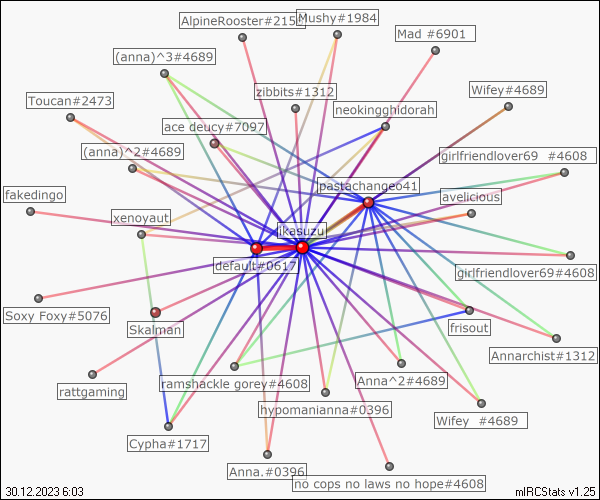 AlpineRooster#215
Mushy#1984
Mad #6901
(anna)^3#4689
zibbits#1312
Wifey#4689
Toucan#2473
neokingghidorah
ace deucy#7097
(anna)^2#4689
girlfriendlover69 #4608
pastachangeo41
fakedingo
avelicious
xenoyaut
ikasuzu
default#0617
girlfriendlover69#4608
Soxy Foxy#5076
Skalman
frisout
Annarchist#1312
rattgaming
ramshackle gorey#4608
Anna^2#4689
hypomanianna#0396
Wifey #4689
Cypha#1717
Anna.#0396
no cops no laws no hope#4608
30.12.2023 6:03
mIRCStats v1.25